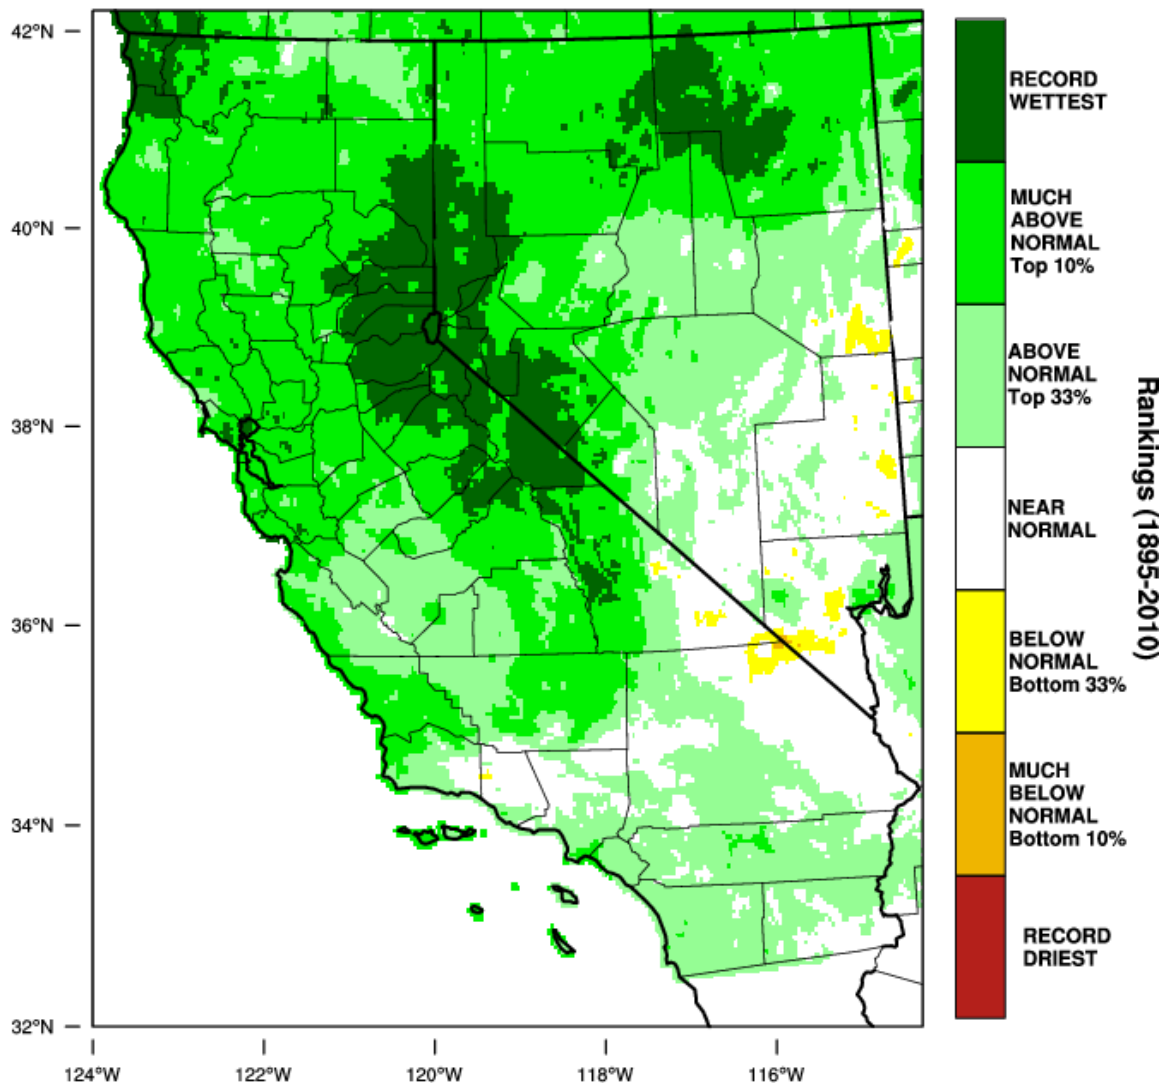 42°N
40°N
38°N
36°N
34°N
32°N
124°W
122°W
120°W
118°W
116°W
RECORD
WETTEST
MUCH
ABOVE
NORMAL
Top 10%
ABOVE
NORMAL
Top 33%
NEAR
NORMAL
BELOW
NORMAL
Bottom 33%
MUCH
BELOW
NORMAL
Bottom 10%
RECORD
DRIEST
Rankings (1895-2010)